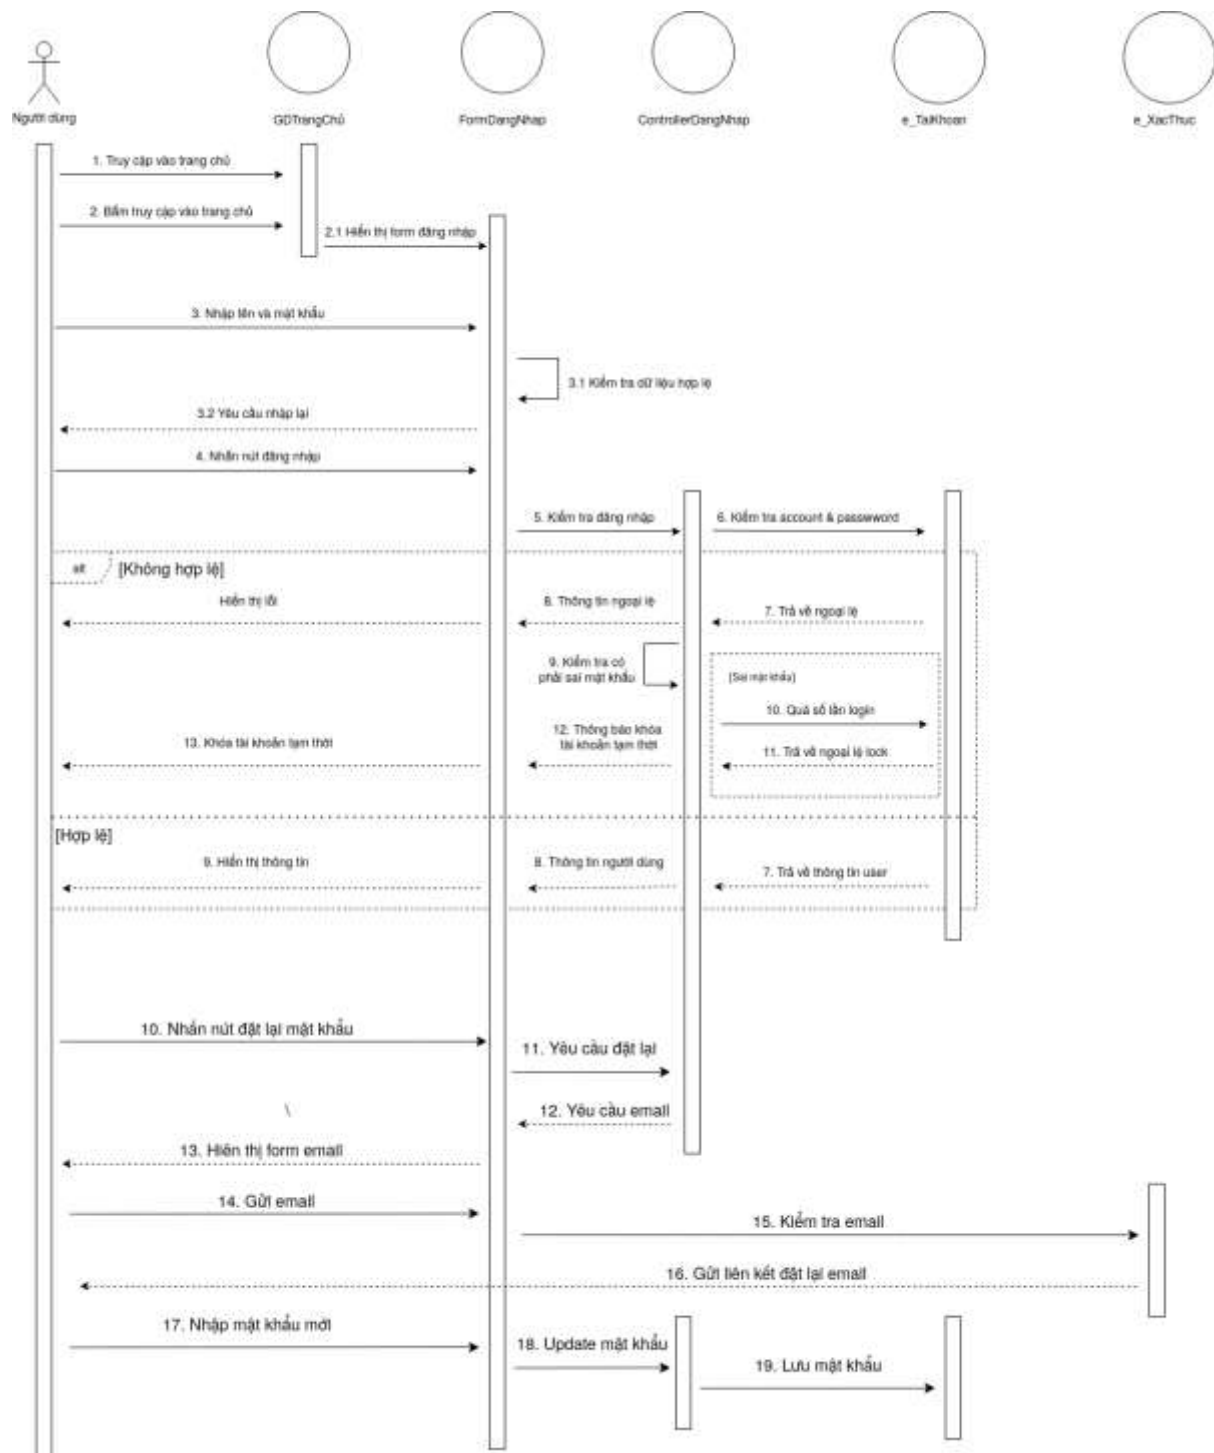 Người dùng
GDTrangChủ
FormDangNhap
ControllerDangNhap
e_TaiKhoan
e_XacThuc
1. Truy cập vào trang chủ
2. Bấm truy cập vào trang chủ
2.1 Hiển thị form đăng nhập
3. Nhập tên và mật khẩu
3.1 Kiểm tra dữ liệu hợp lệ
3.2 Yêu cầu nhập lại
4. Nhấn nút đăng nhập
5. Kiểm tra đăng nhập
6. Kiểm tra account & passwword
alt
[Không hợp lệ]
Hiển thị lỗi
8. Thông tin ngoại lệ
7. Trả về ngoại lệ
9. Kiểm tra có
phải sai mật khẩu
(Sai mật khẩu)
10. Quá số lần login
13. Khóa tài khoản tạm thời
12: Thông báo khóa
tài khoản tạm thời
11. Trả về ngoại lệ lock
[Hợp lệ]
9. Hiển thị thông tin
8. Thông tin người dùng
7. Trả về thông tin user
10. Nhấn nút đặt lại mật khẩu
11. Yêu cầu đặt lại
\
12. Yêu cầu email
13. Hiên thị form email
14. Gửi email
15. Kiểm tra email
16. Gửi liên kết đặt lại email
17. Nhập mật khẩu mới
18. Update mật khẩu
19. Lưu mật khẩu